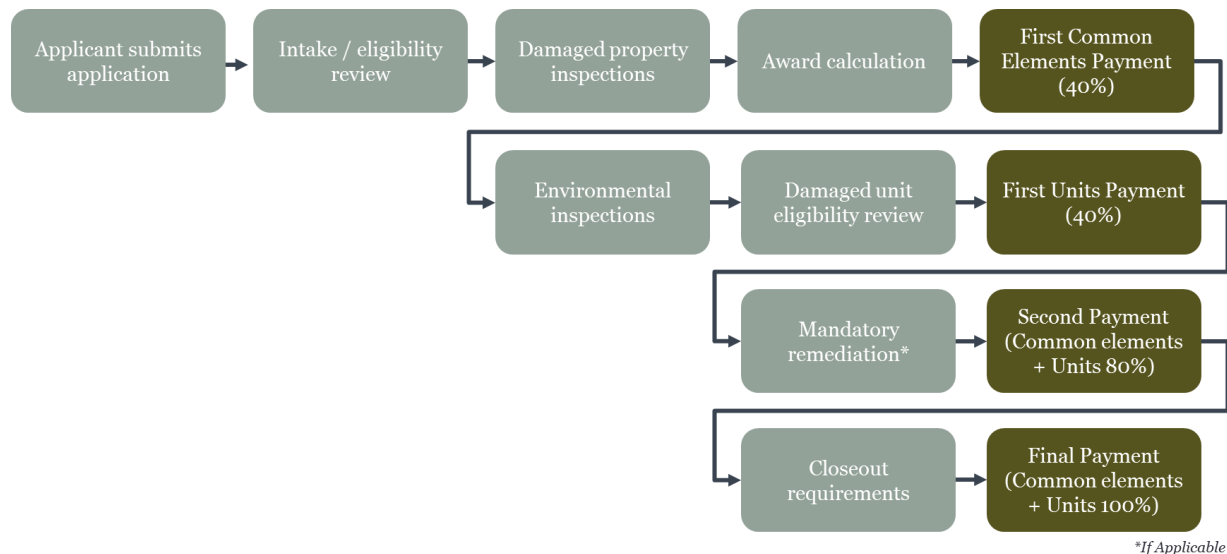 Applicant submits
application
Intake / eligibility
review
Damaged property
inspections
Award calculation
First Common
Elements Payment
(40%)
Environmental
inspections
Damaged unit
eligibility review
First Units Payment
(40%)
Mandatory
remediation*
Second Payment
(Common elements
+ Units 80%)
Closeout
requirements
Final Payment
(Common elements
+ Units 100%)
*If Applicable